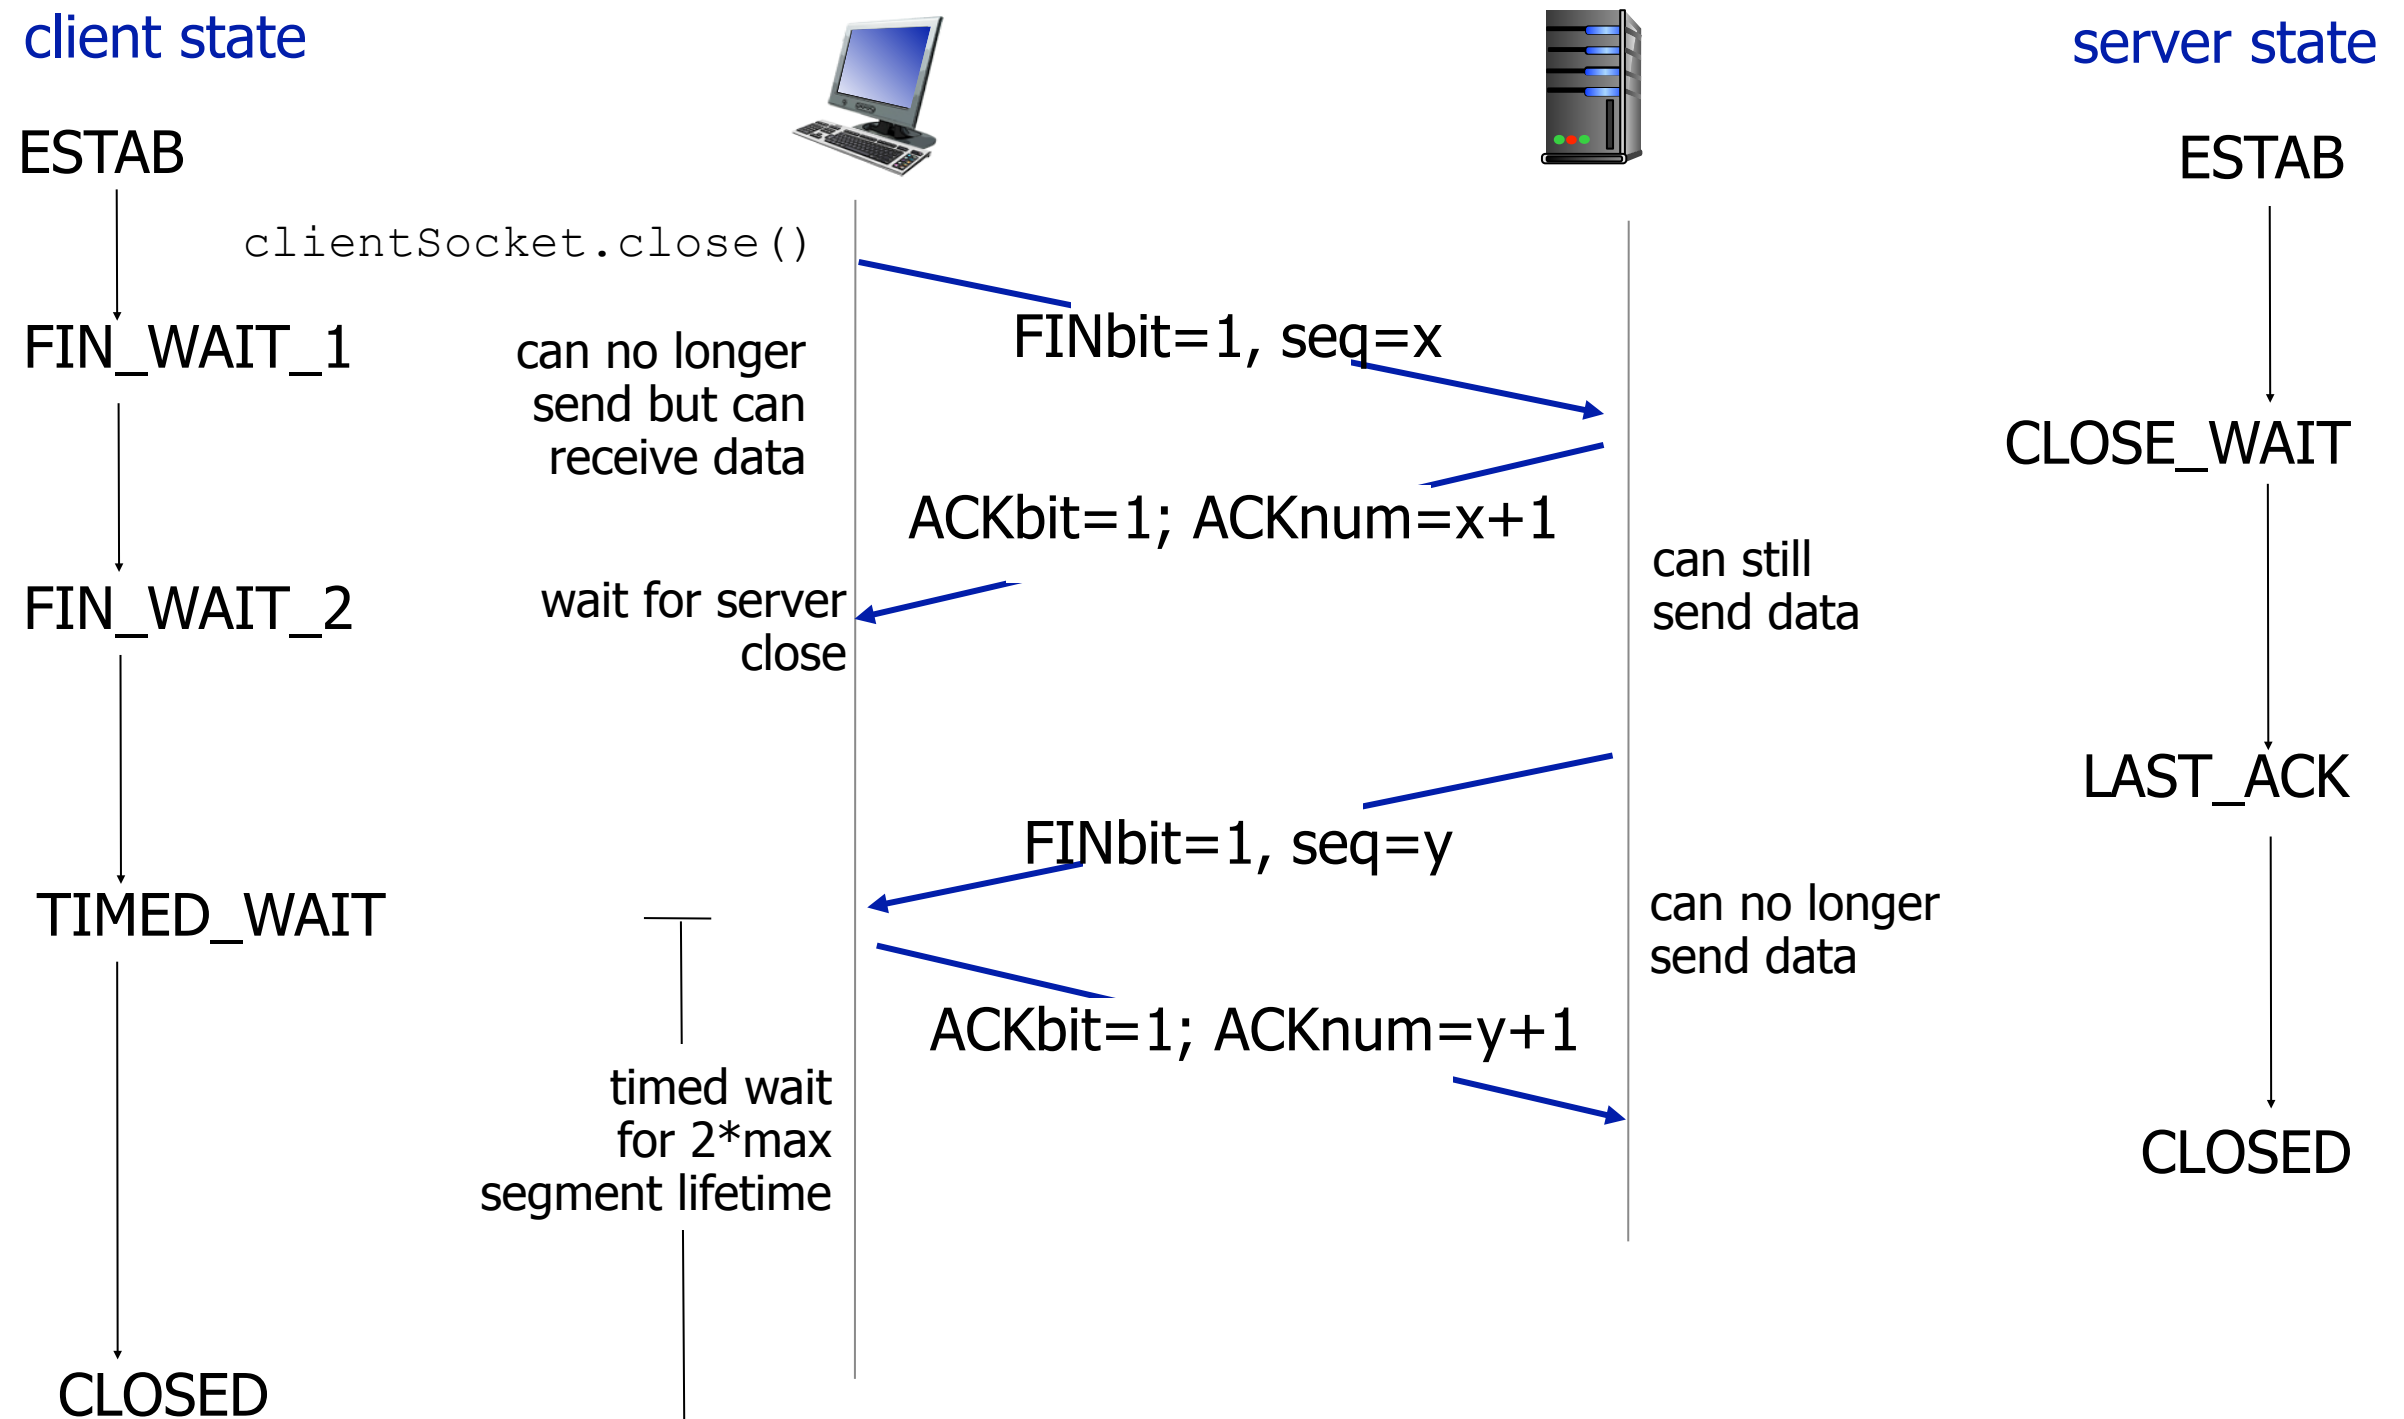 client state
server state
ESTAB
ESTAB
clientSocket.close()
FINbit=1, seq=x
FIN_WAIT_1
can no longer
send but can
receive data
CLOSE_WAIT
ACKbit=1; ACKnum=x+1
can still
send data
FIN_WAIT_2
wait for server
close
LAST_ACK
FINbit=1, seq=y
TIMED_WAIT
can no longer
send data
ACKbit=1; ACKnum=y+1
timed wait
for 2*max
segment lifetime
CLOSED
CLOSED